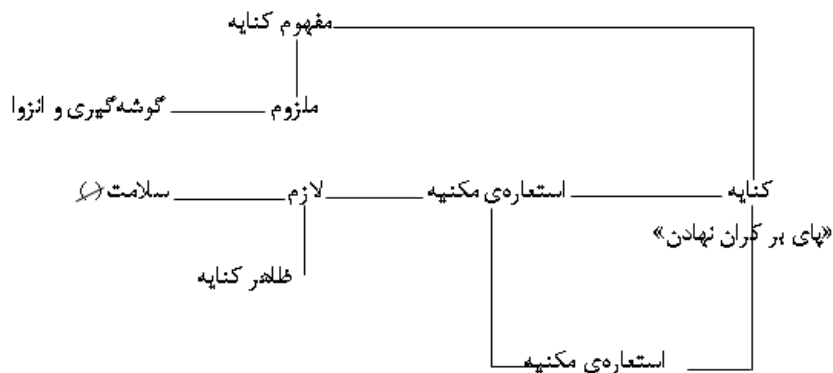 مفهوم کنایه
ملزوم گوشه‌گیری و انزوا
کنایه استعاره‌ی مکنیه لازم سلامت
«پای بر کران نهادن»
ظاهر کنایه
استعاره‌ی مکنیه